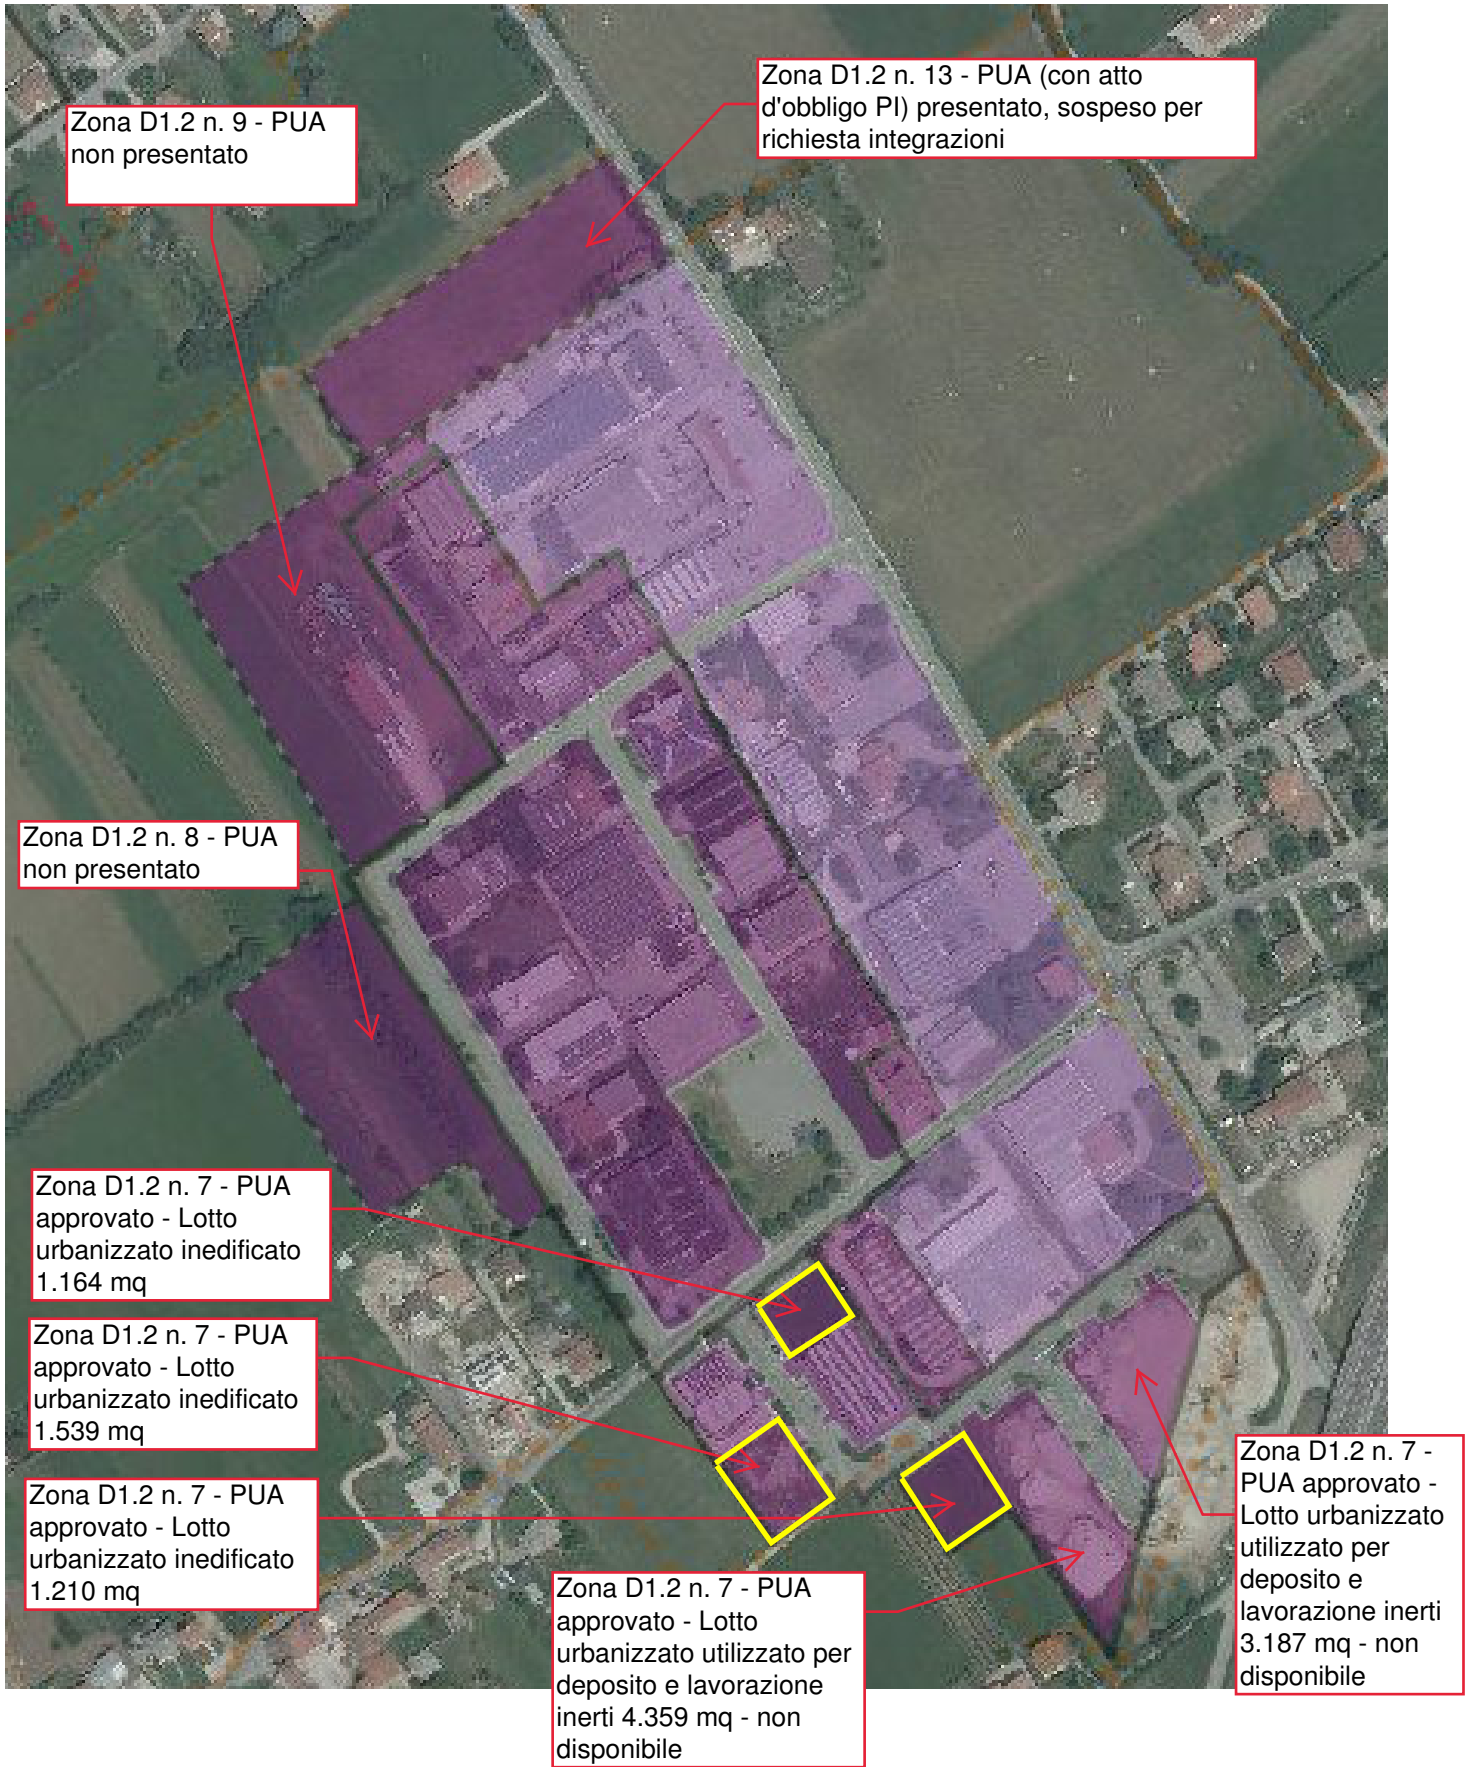 Zona D1.2 n. 13 - PUA (con atto
d'obbligo PI) presentato, sospeso per
richiesta integrazioni
Zona D1.2 n. 9 - PUA
non presentato
Zona D1.2 n. 8 - PUA
non presentato
Zona D1.2 n. 7 - PUA
approvato - Lotto
urbanizzato inedificato
1.164 mq
Zona D1.2 n. 7 - PUA
approvato - Lotto
urbanizzato inedificato
1.539 mq
Zona D1.2 n. 7 - PUA
approvato - Lotto
urbanizzato inedificato
1.210 mq
Zona D1.2 n. 7 - PUA
approvato - Lotto
urbanizzato utilizzato per
deposito e lavorazione
inerti 4.359 mq - non
disponibile
Zona D1.2 n. 7 -
PUA approvato -
Lotto urbanizzato
utilizzato per
deposito e
lavorazione inerti
3.187 mq - non
disponibile